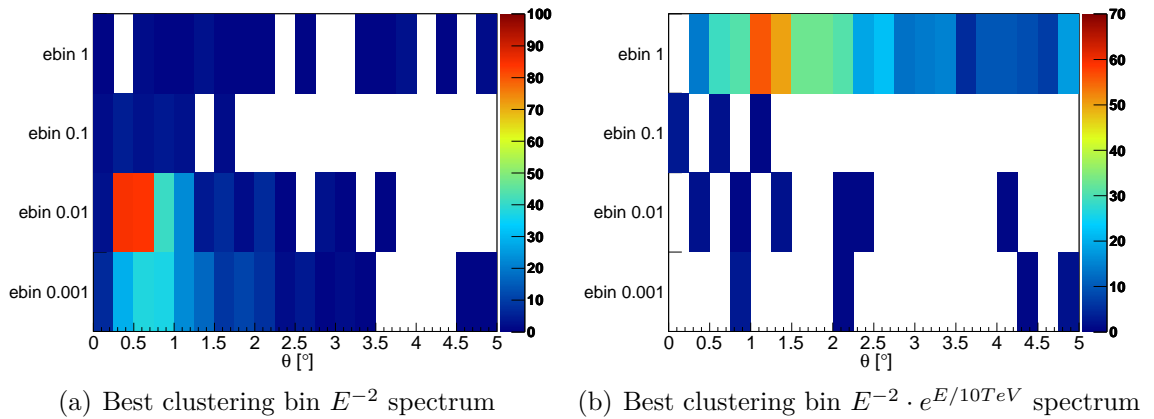 ebin 1
ebin 0.1
ebin 0.01
ebin 0.001
0 0.5 1 1.5 2 2.5 3 3.5 4 4.5 5
θ [°]
100
90
80
70
60
50
40
30
20
10
0
(a) Best clustering bin E⁻² spectrum
ebin 1
ebin 0.1
ebin 0.01
ebin 0.001
0 0.5 1 1.5 2 2.5 3 3.5 4 4.5 5
θ [°]
70
60
50
40
30
20
10
0
(b) Best clustering bin E⁻² · e^{E/10TeV} spectrum